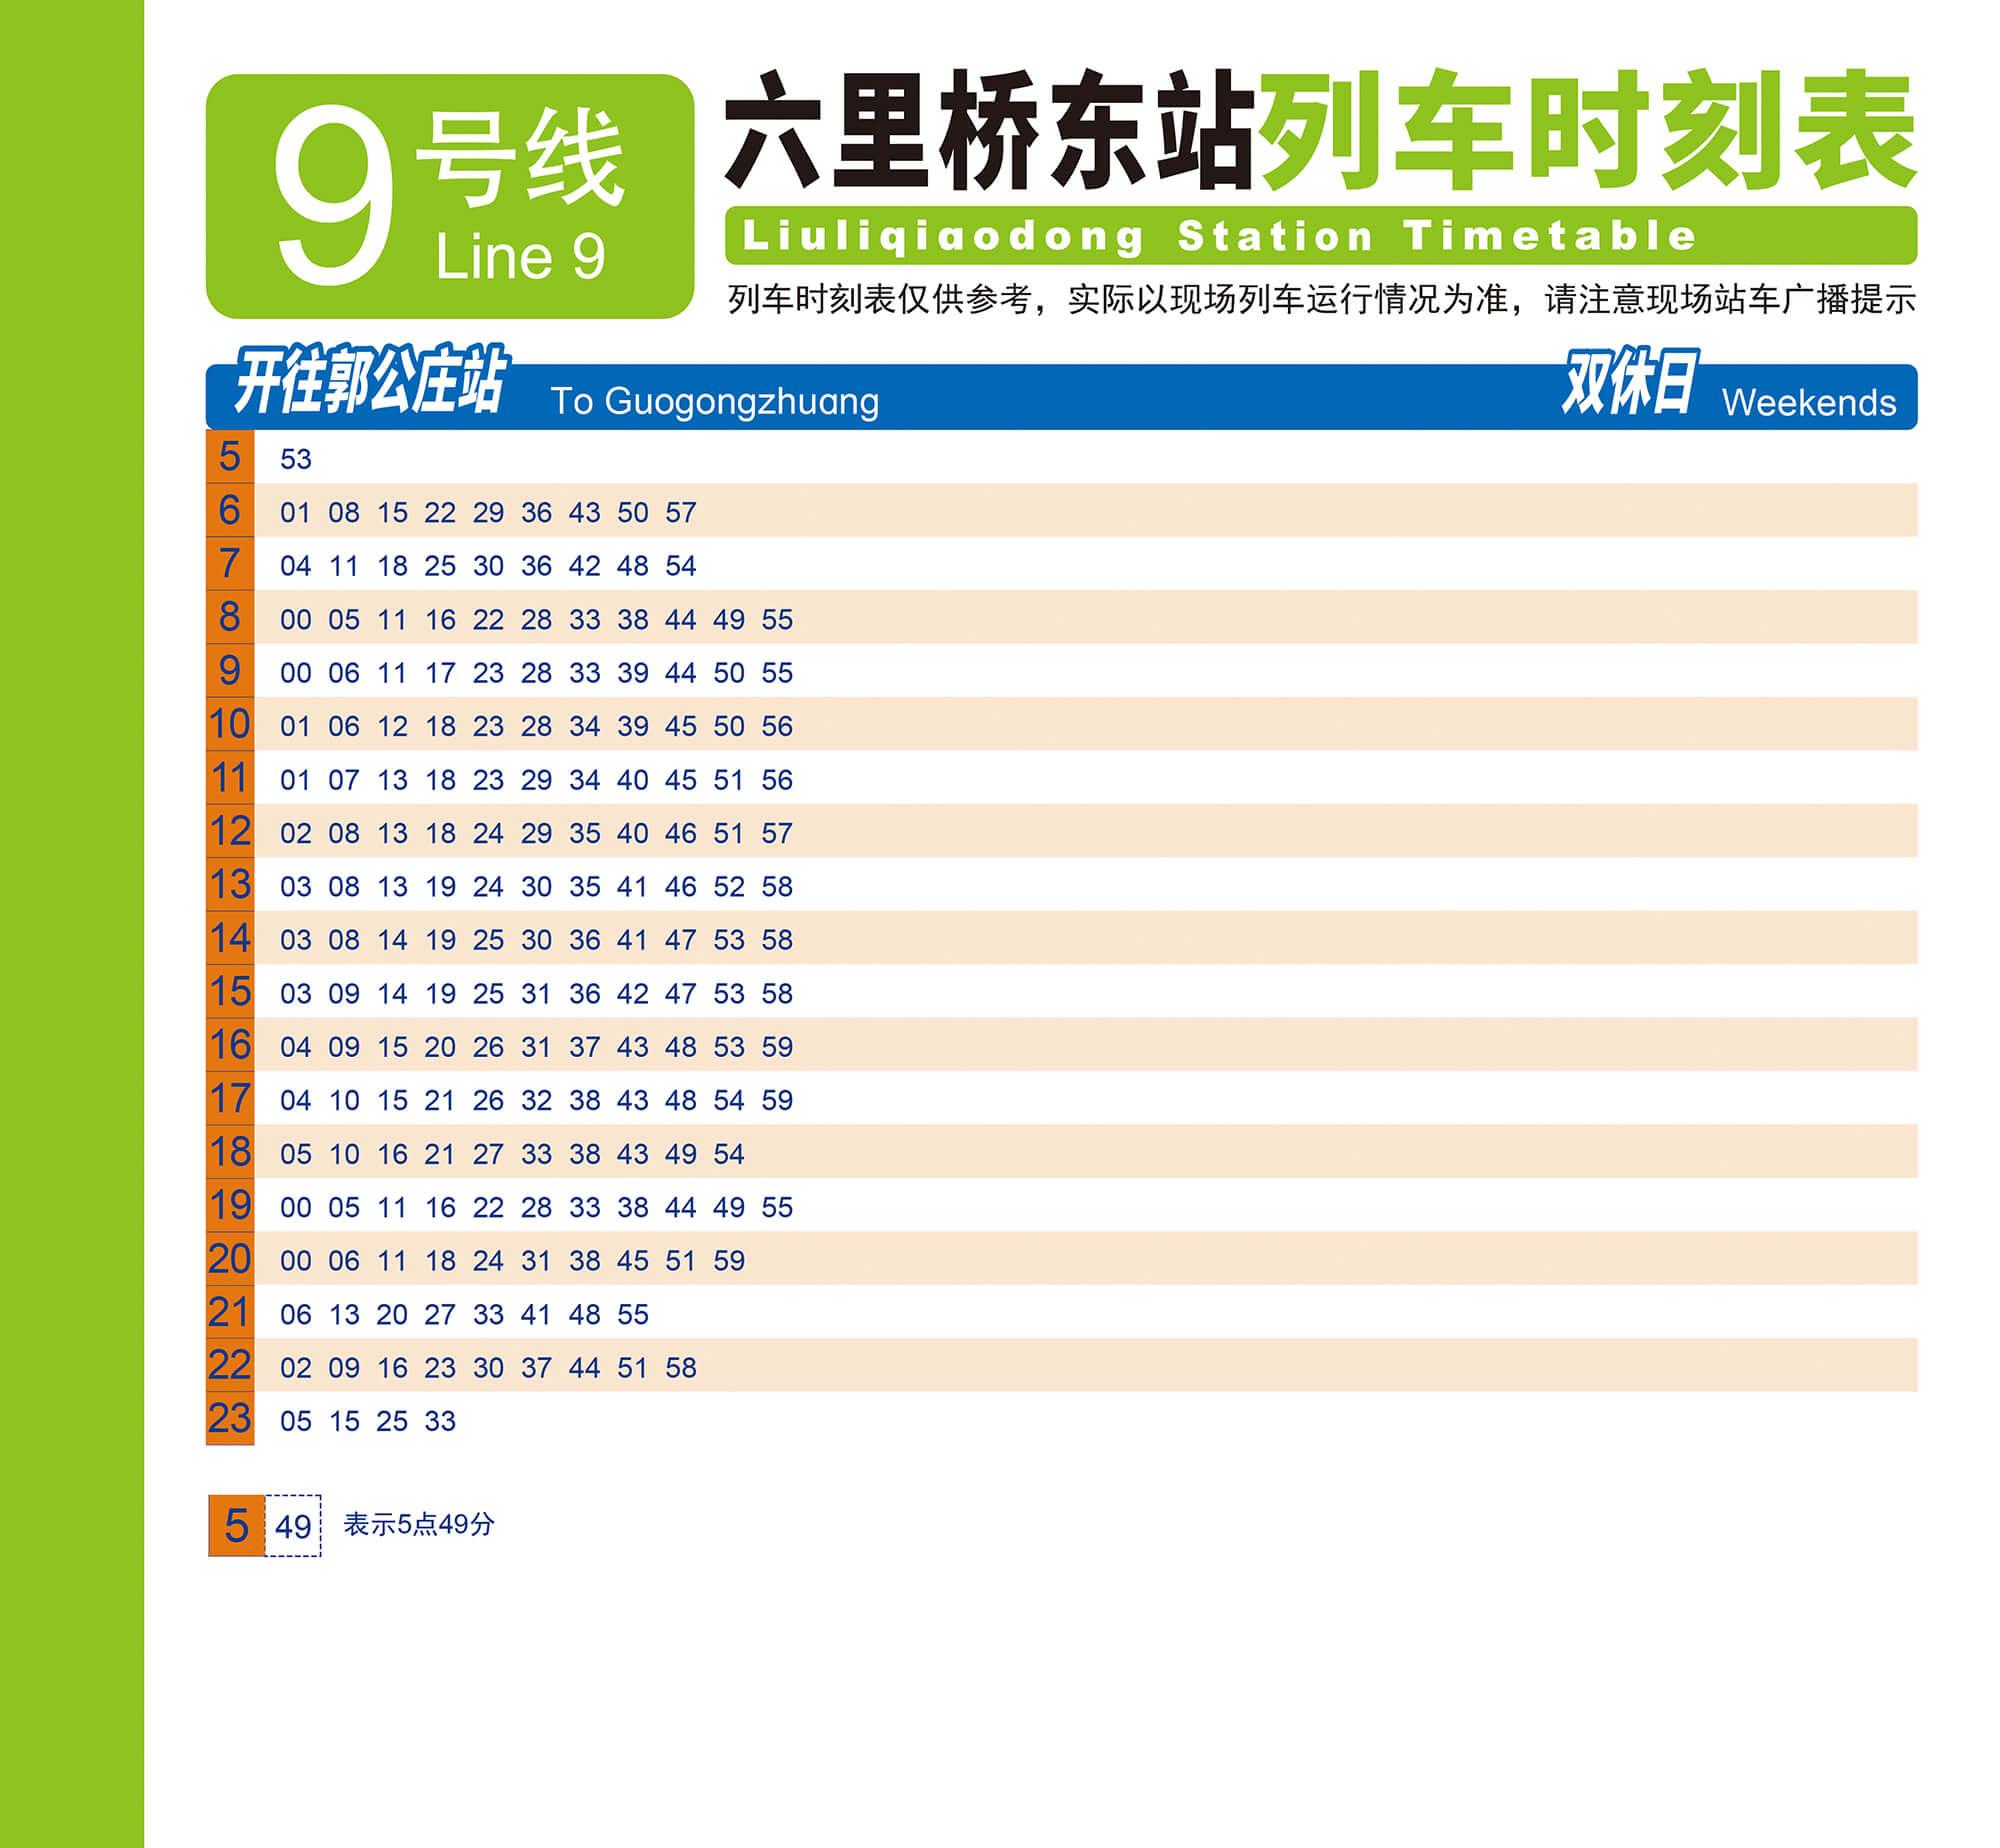 9号线
Line 9
六里桥东站列车时刻表
Liuliqiaodong Station Timetable
列车时刻表仅供参考，实际以现场列车运行情况为准，请注意现场站车广播提示
开往郭公庄站 To Guogongzhuang 双休日 Weekends
5 53
6 01 08 15 22 29 36 43 50 57
7 04 11 18 25 30 36 42 48 54
8 00 05 11 16 22 28 33 38 44 49 55
9 00 06 11 17 23 28 33 39 44 50 55
10 01 06 12 18 23 28 34 39 45 50 56
11 01 07 13 18 23 29 34 40 45 51 56
12 02 08 13 18 24 29 35 40 46 51 57
13 03 08 13 19 24 30 35 41 46 52 58
14 03 08 14 19 25 30 36 41 47 53 58
15 03 09 14 19 25 31 36 42 47 53 58
16 04 09 15 20 26 31 37 43 48 53 59
17 04 10 15 21 26 32 38 43 48 54 59
18 05 10 16 21 27 33 38 43 49 54
19 00 05 11 16 22 28 33 38 44 49 55
20 00 06 11 18 24 31 38 45 51 59
21 06 13 20 27 33 41 48 55
22 02 09 16 23 30 37 44 51 58
23 05 15 25 33
5 49 表示5点49分